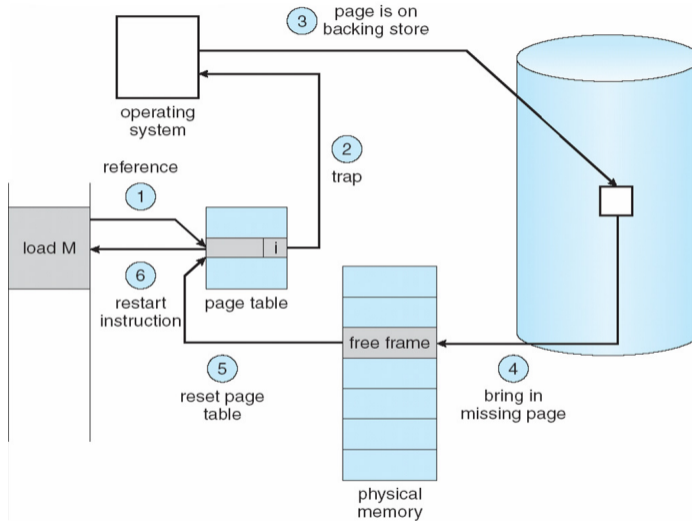 3
page is on
backing store
operating
system
2
trap
reference
1
load M
i
6
restart
instruction
page table
free frame
5
reset page
table
4
bring in
missing page
physical
memory